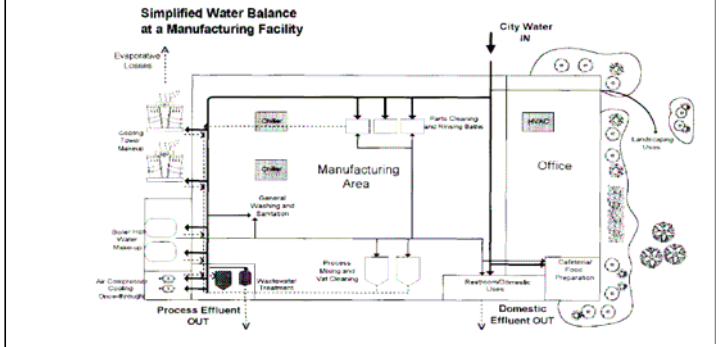 Simplified Water Balance
at a Manufacturing Facility
City Water
IN
Evaporative
Losses
Cooling
Tower
Makeup
Chiller
Parts Cleaning
and Rinsing Baths
HVAC
Landscaping
Uses
Chiller
Manufacturing
Area
Office
General
Washing and
Sanitation
Boiler Hot
Water
Make-up
Process
Mixing and
Vat Cleaning
Cafeteria/
Food
Preparation
Air Compressor
Cooling
Once-through
Wastewater
Treatment
Restroom/Domestic
Uses
Process Effluent
OUT
Domestic
Effluent OUT